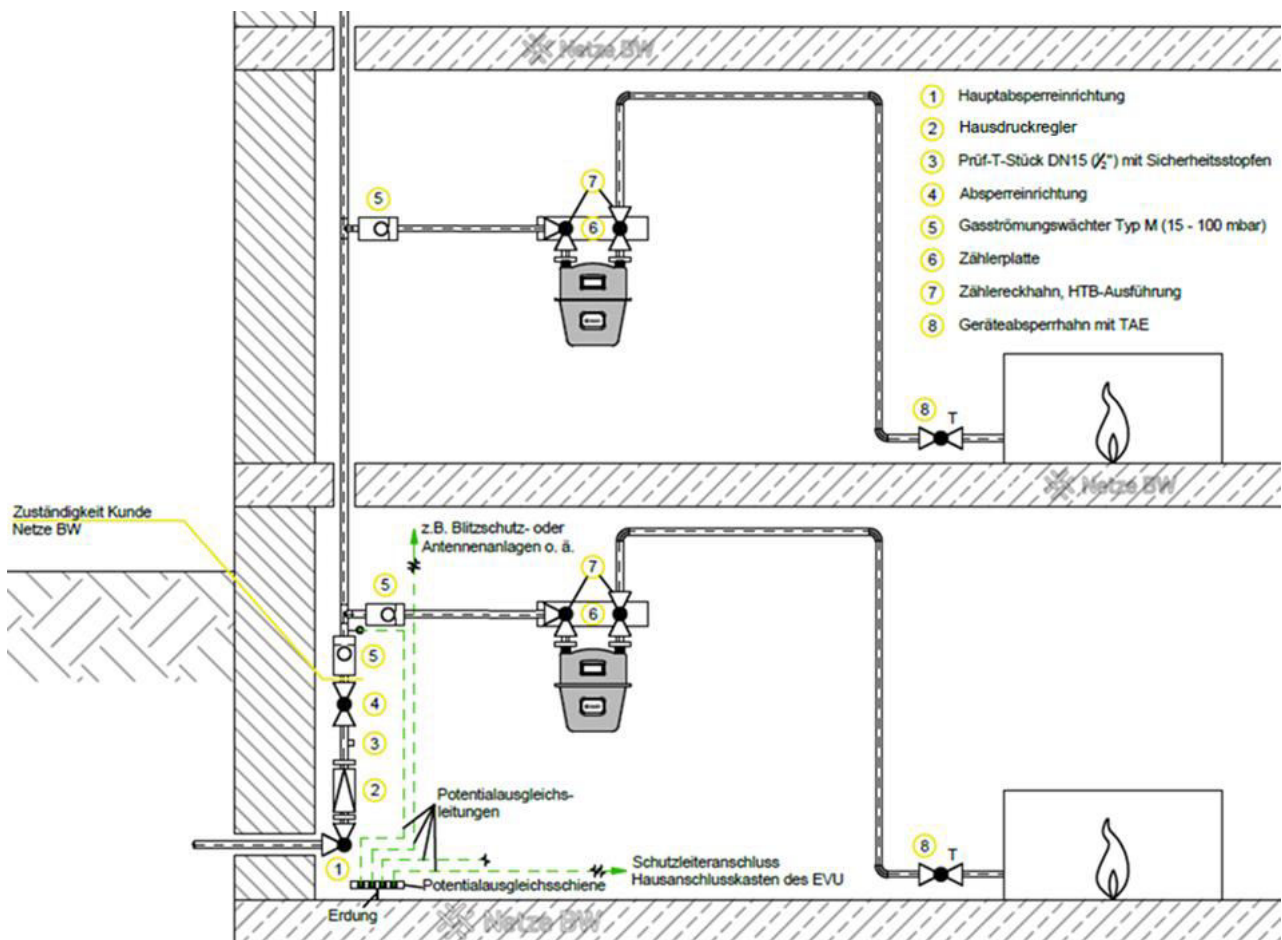 Netze BW
1 Hauptabsperreinrichtung
2 Hausdruckregler
3 Prüf-T-Stück DN15 (½") mit Sicherheitsstopfen
4 Absperreinrichtung
5 Gasströmungswächter Typ M (15 - 100 mbar)
6 Zählerplatte
7 Zählereckhahn, HTB-Ausführung
8 Geräteabsperrhahn mit TAE
7
5
6
8 T
Netze BW
Zuständigkeit Kunde
Netze BW
z.B. Blitzschutz- oder
Antennenanlagen o. ä.
7
5
6
5
4
3
2
Potentialausgleichs-
leitungen
1
8 T
Schutzleiteranschluss
Hausanschlusskasten des EVU
Potentialausgleichsschiene
Erdung
Netze BW